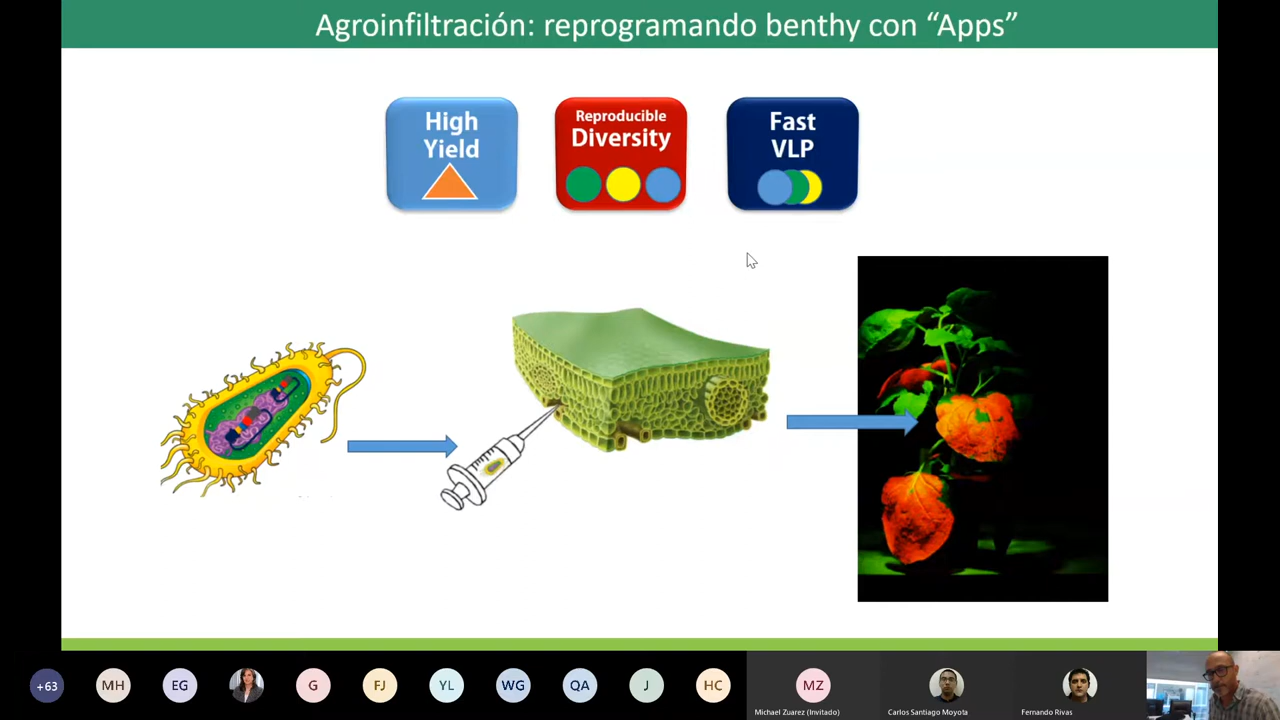 Agroinfiltración: reprogramando benthy con “Apps”
High
Yield
Reproducible
Diversity
Fast
VLP
+63
MH
EG
G
FJ
YL
WG
QA
J
HC
MZ
Michael Zuarez (Invitado)
Carlos Santiago Moyota
Fernando Rivas